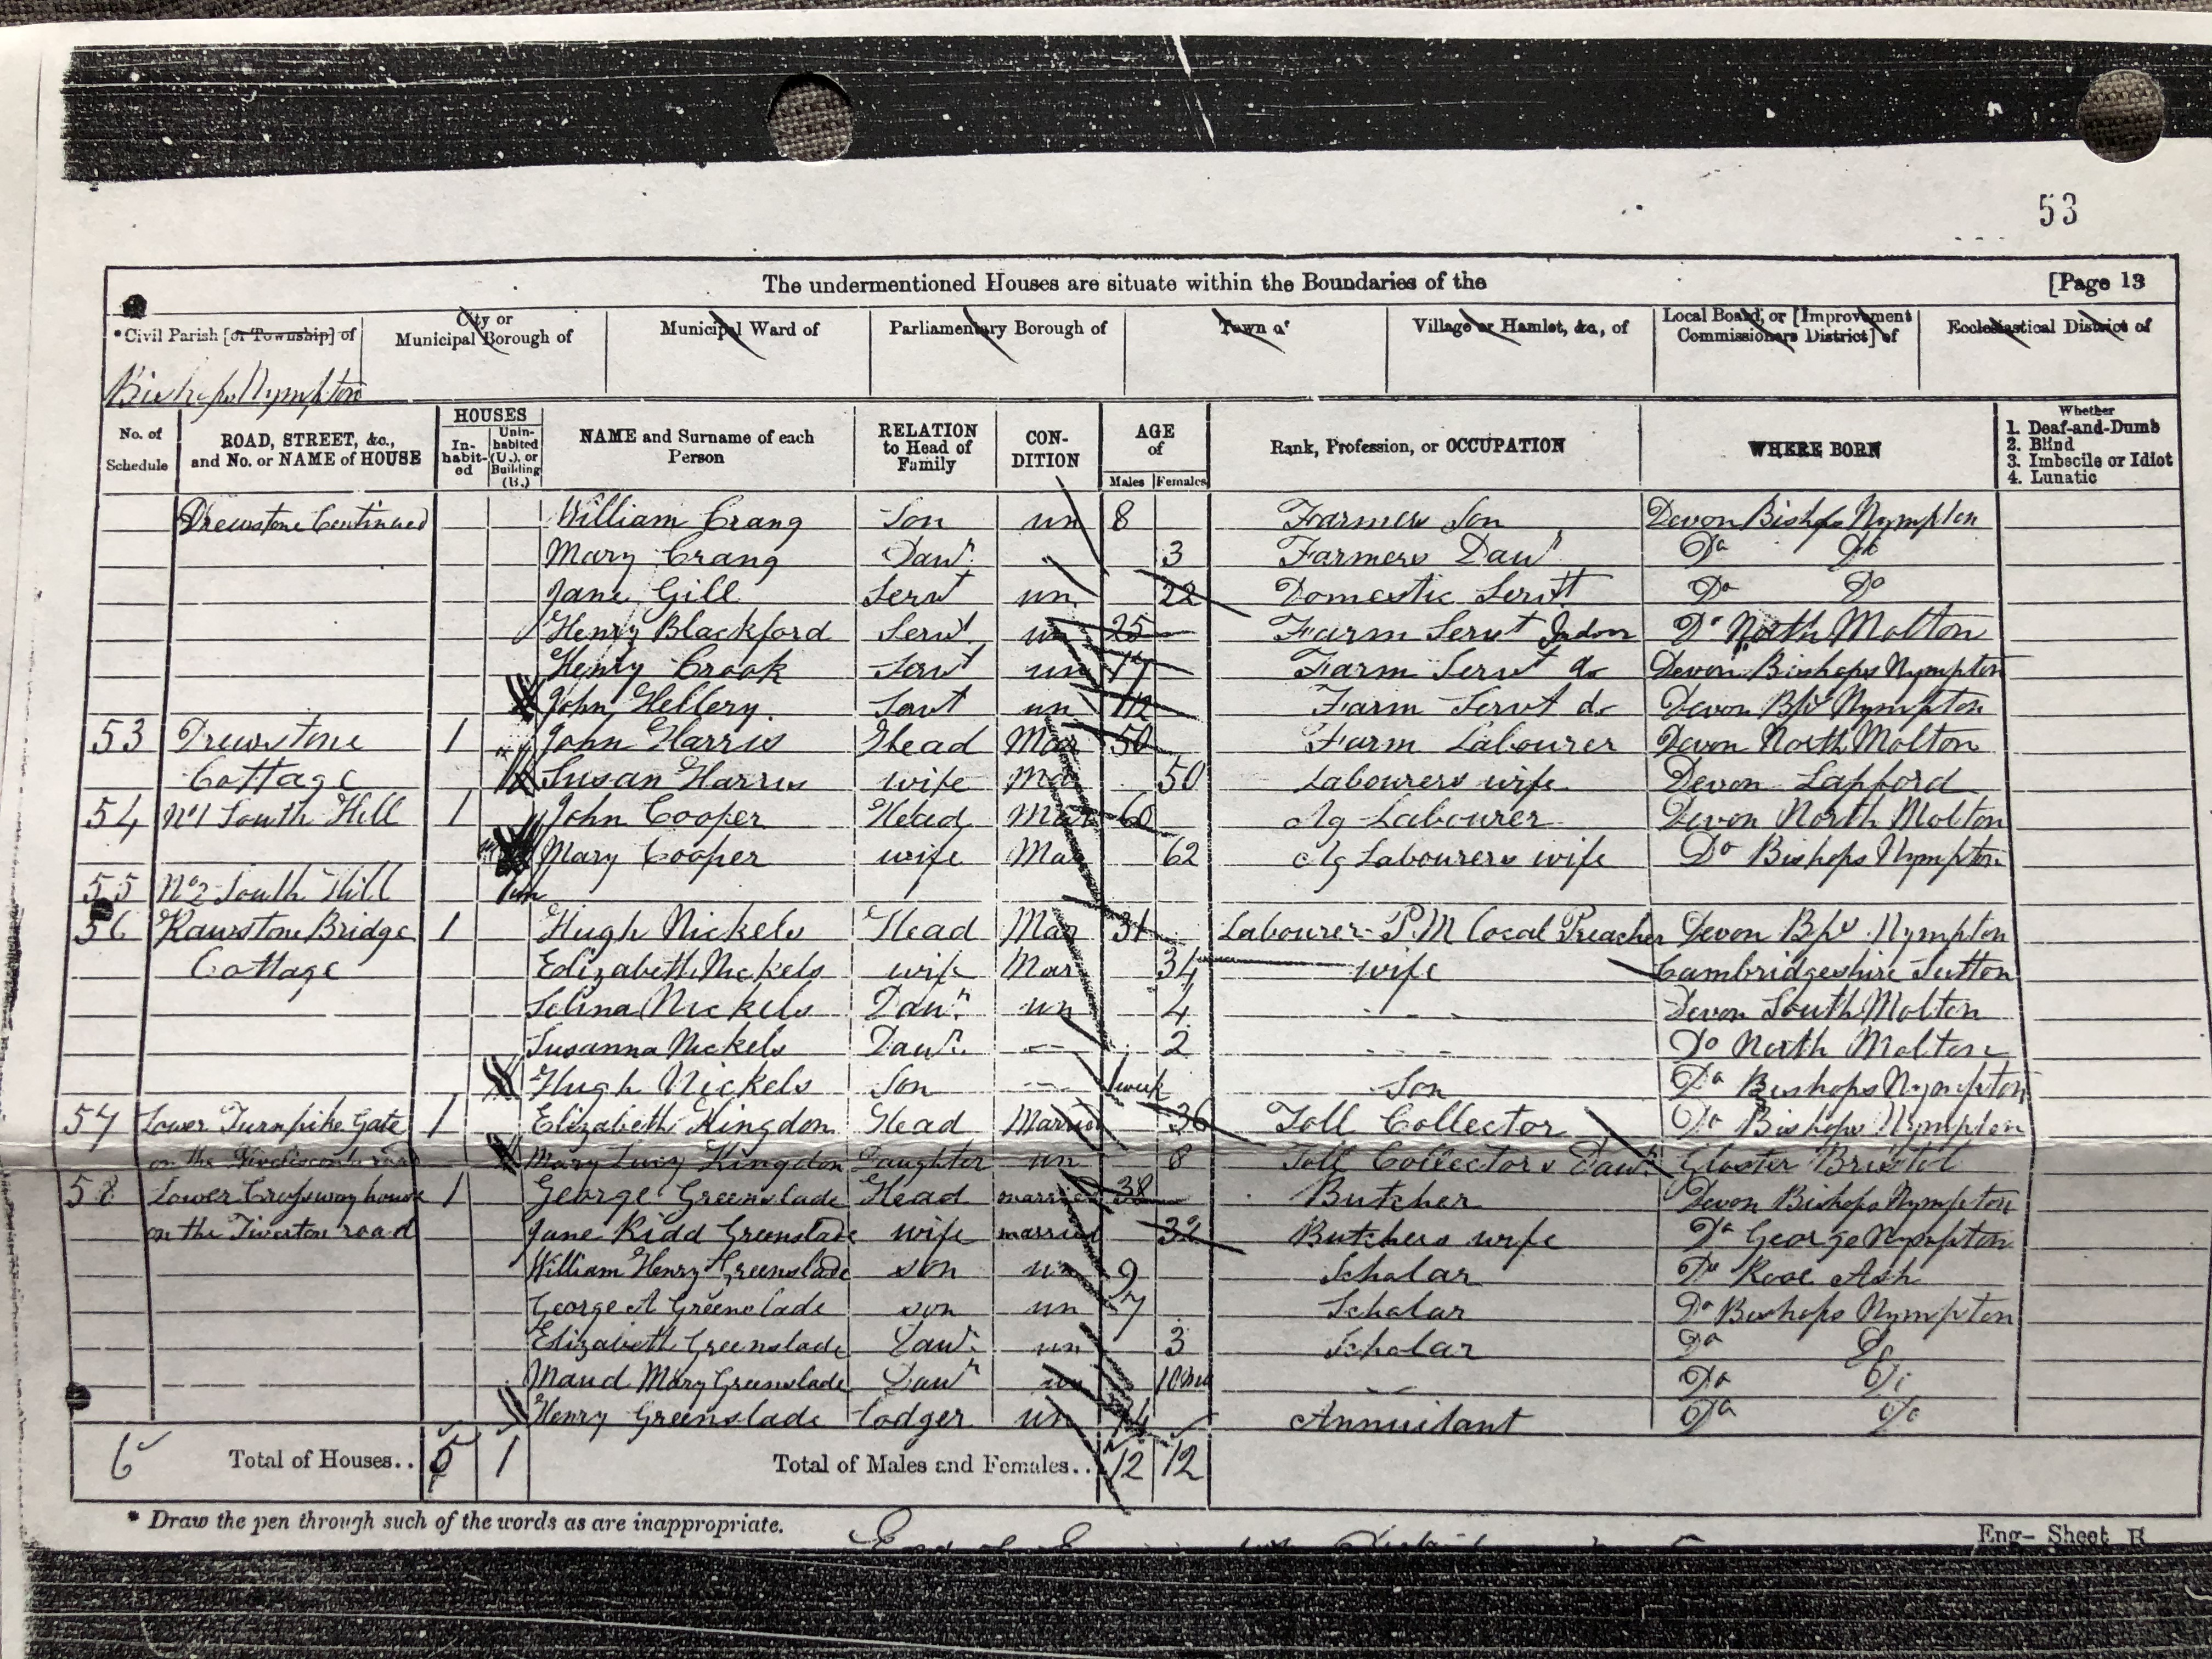 53
The undermentioned Houses are situate within the Boundaries of the [Page 13
*Civil Parish [or Township] of
City or Municipal Borough of
Municipal Ward of
Parliamentary Borough of
Town of
Village or Hamlet, &c., of
Local Board, or [Improvement Commissioners District] of
Ecclesiastical District of
Bishops Nympton
No. of Schedule
ROAD, STREET, &c., and No. or NAME of HOUSE
HOUSES
In-habit-ed
Unin-habited (U.), or Building (B.)
NAME and Surname of each Person
RELATION to Head of Family
CON-DITION
AGE of
Males Females
Rank, Profession, or OCCUPATION
WHERE BORN
Whether
1. Deaf-and-Dumb
2. Blind
3. Imbecile or Idiot
4. Lunatic
Drewstone Continued William Crang Son un 8 Farmers Son Devon Bishops Nympton
Mary Crang Dawr 3 Farmers Dawr Do Do
Jane Gill Servt un 22 Domestic Servt Do Do
Henry Blackford Servt un 25 Farm Servt Indoor Do North Molton
Henry Crook Servt un 17 Farm Servt do Devon Bishops Nympton
John Hellery Servt un Farm Servt do Devon Bps Nympton
53 Drewstone 1 John Harris Head Mar 50 Farm Labourer Devon North Molton
Cottage Susan Harris wife Mar 50 Labourers wife Devon Lapford
54 No 1 South Hill 1 John Cooper Head Mar 60 Ag Labourer Devon North Molton
Mary Cooper wife Mar 62 Ag Labourers wife Do Bishops Nympton
55 No 2 South Hill
56 Rawstone Bridge 1 Hugh Nickels Head Mar 31 Labourer P.M Local Preacher Devon Bps Nympton
Cottage Elizabeth Nickels wife Mar 34 wife Cambridgeshire Sutton
Selina Nickels Dawr un 4 Devon South Molton
Susanna Nickels Dawr 2 Do North Molton
Hugh Nickels Son 1 week Son Do Bishops Nympton
57 Lower Turnpike Gate 1 Elizabeth Kingdon Head Married 36 Toll Collector Do Bishops Nympton
on the road Mary Lucy Kingdon Daughter un 8 Toll Collectors Dawr Gloster Bristol
58 Lower Crossway house 1 George Greenslade Head married 38 Butcher Devon Bishops Nympton
on the Tiverton road Jane Kidd Greenslade wife married 32 Butchers wife Do George Nympton
William Henry Greenslade son un 9 Scholar Do Rose Ash
George A Greenslade son un 7 Scholar Do Bishops Nympton
Elizabeth Greenslade Dawr un 3 Scholar Do Do
Maud Mary Greenslade Dawr un 10 Do Do
Henry Greenslade Lodger un 74 Annuitant Do Do
6 Total of Houses.. 5 1 Total of Males and Females.. 12 12
* Draw the pen through such of the words as are inappropriate.
Eng- Sheet B